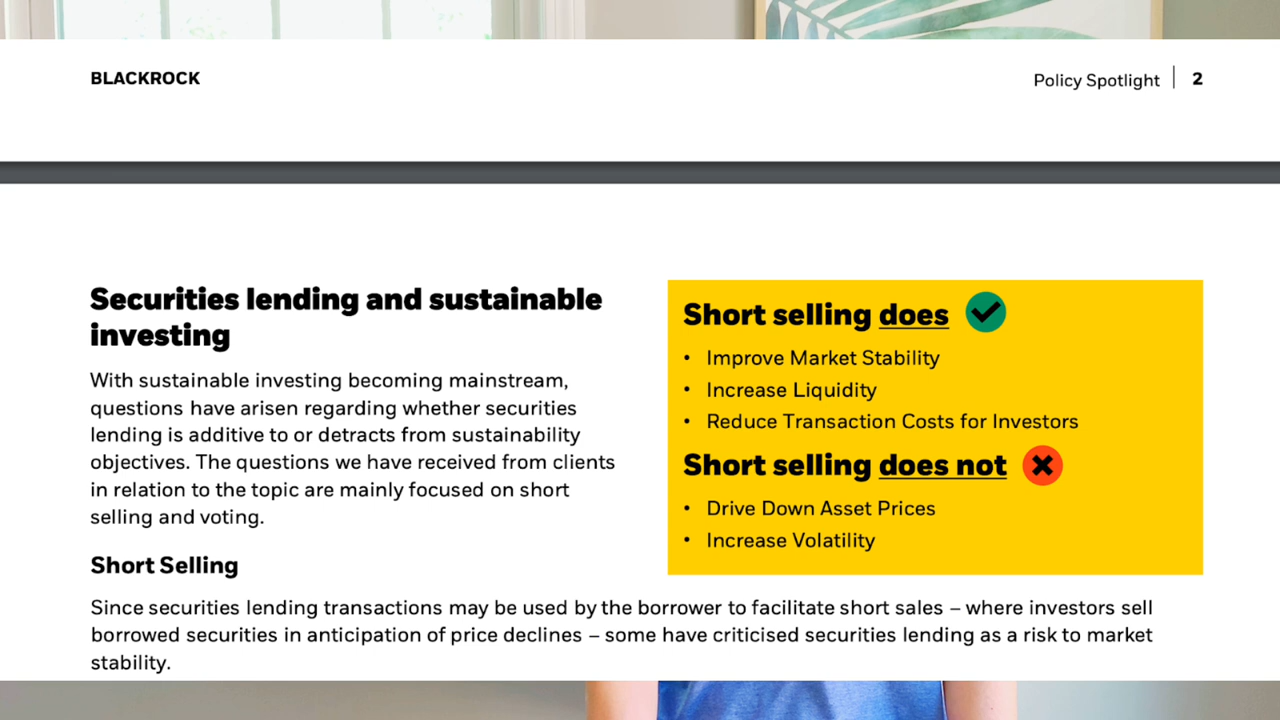 BLACKROCK
Policy Spotlight | 2
Securities lending and sustainable
investing
With sustainable investing becoming mainstream,
questions have arisen regarding whether securities
lending is additive to or detracts from sustainability
objectives. The questions we have received from clients
in relation to the topic are mainly focused on short
selling and voting.
Short selling does
• Improve Market Stability
• Increase Liquidity
• Reduce Transaction Costs for Investors
Short selling does not
• Drive Down Asset Prices
• Increase Volatility
Short Selling
Since securities lending transactions may be used by the borrower to facilitate short sales – where investors sell
borrowed securities in anticipation of price declines – some have criticised securities lending as a risk to market
stability.